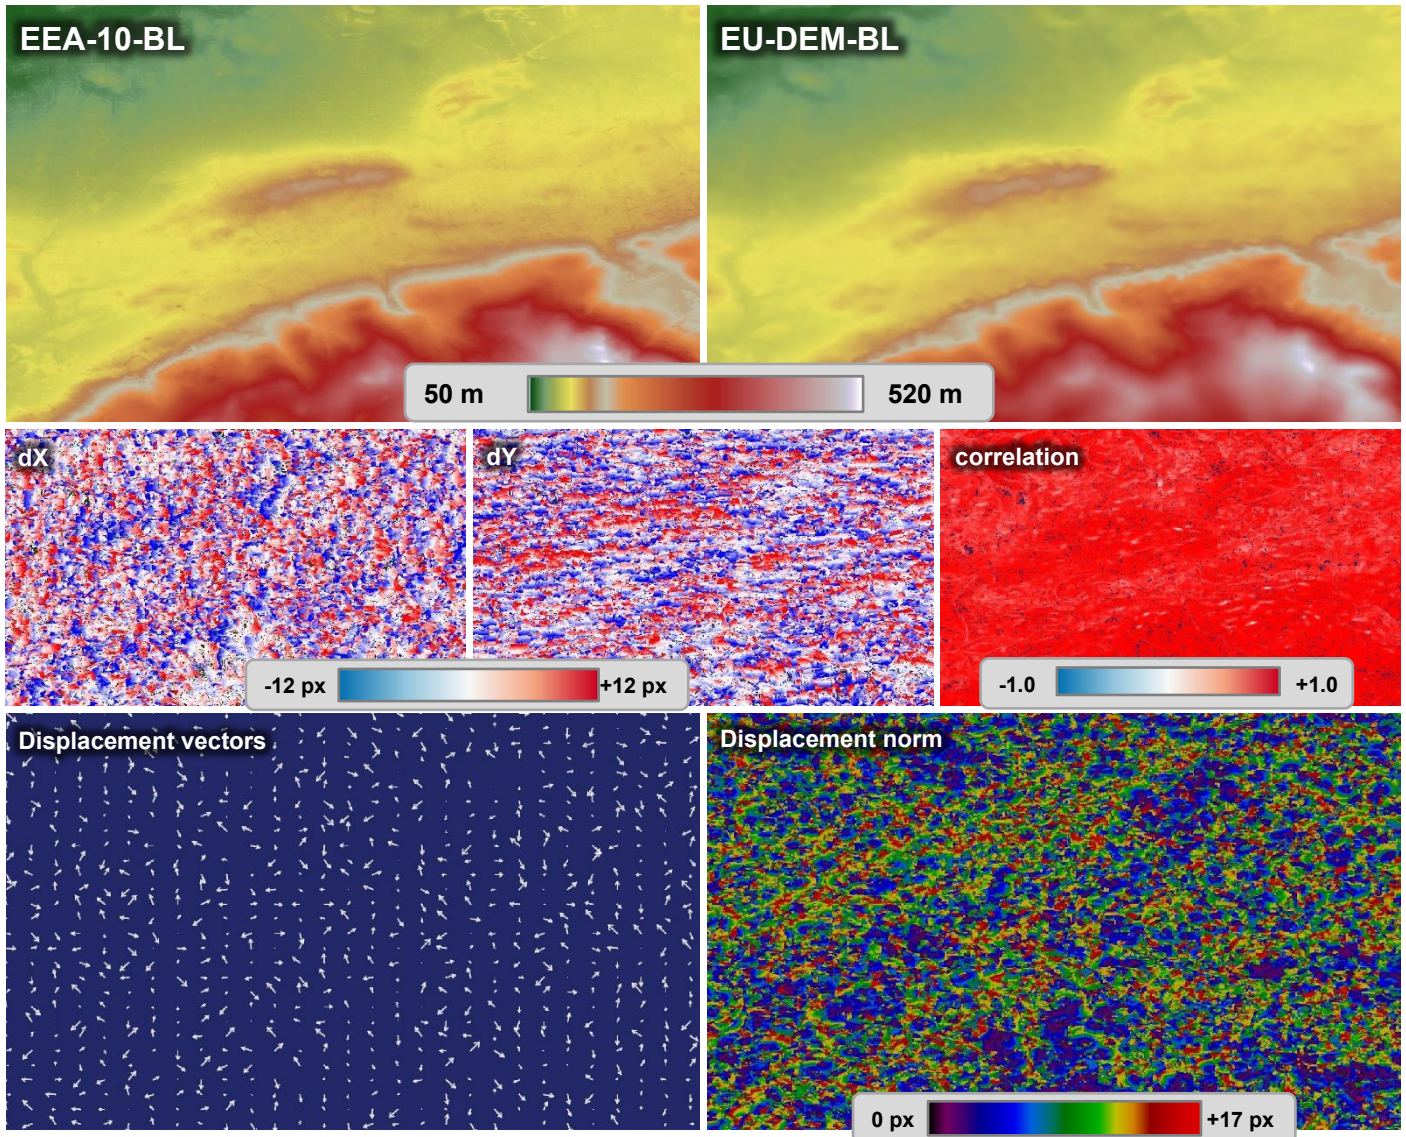 EEA-10-BL
EU-DEM-BL
50 m
520 m
dX
dY
correlation
-12 px
+12 px
-1.0
+1.0
Displacement vectors
Displacement norm
0 px
+17 px